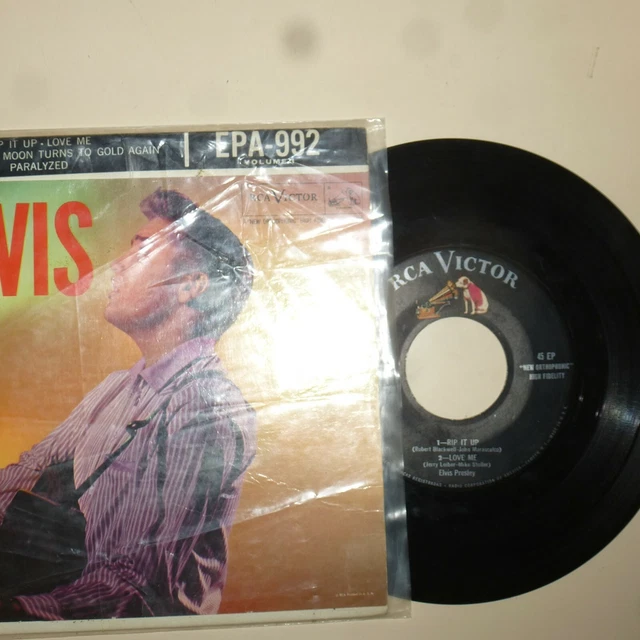 P IT UP - LOVE ME
MOON TURNS TO GOLD AGAIN
PARALYZED
EPA 992
VOLUME
RCA VICTOR
VIS
RCA VICTOR
45 EP
"NEW ORTHOPHONIC"
HIGH FIDELITY
1—RIP IT UP
(Robert Blackwell-John Marascalco)
2—LOVE ME
(Jerry Leiber-Mike Stoller)
Elvis Presley